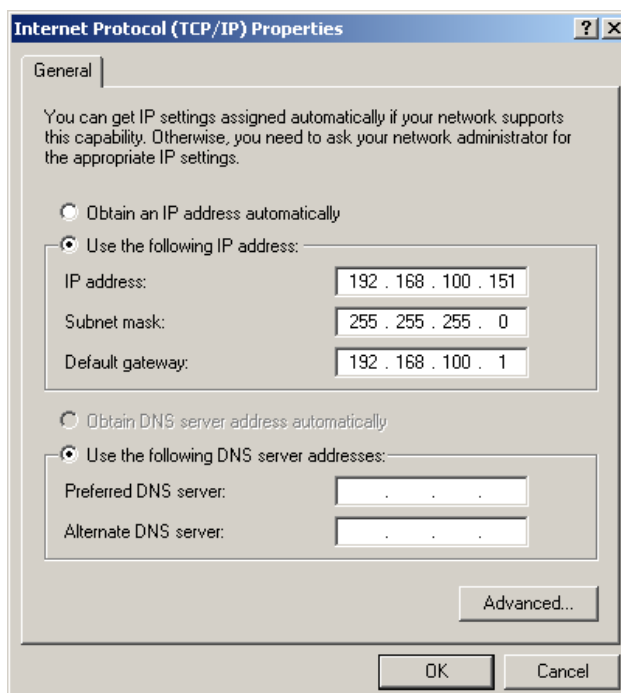 Internet Protocol (TCP/IP) Properties
General
You can get IP settings assigned automatically if your network supports
this capability. Otherwise, you need to ask your network administrator for
the appropriate IP settings.
Obtain an IP address automatically
Use the following IP address:
IP address: 192 . 168 . 100 . 151
Subnet mask: 255 . 255 . 255 . 0
Default gateway: 192 . 168 . 100 . 1
Obtain DNS server address automatically
Use the following DNS server addresses:
Preferred DNS server: . . .
Alternate DNS server: . . .
Advanced...
OK Cancel